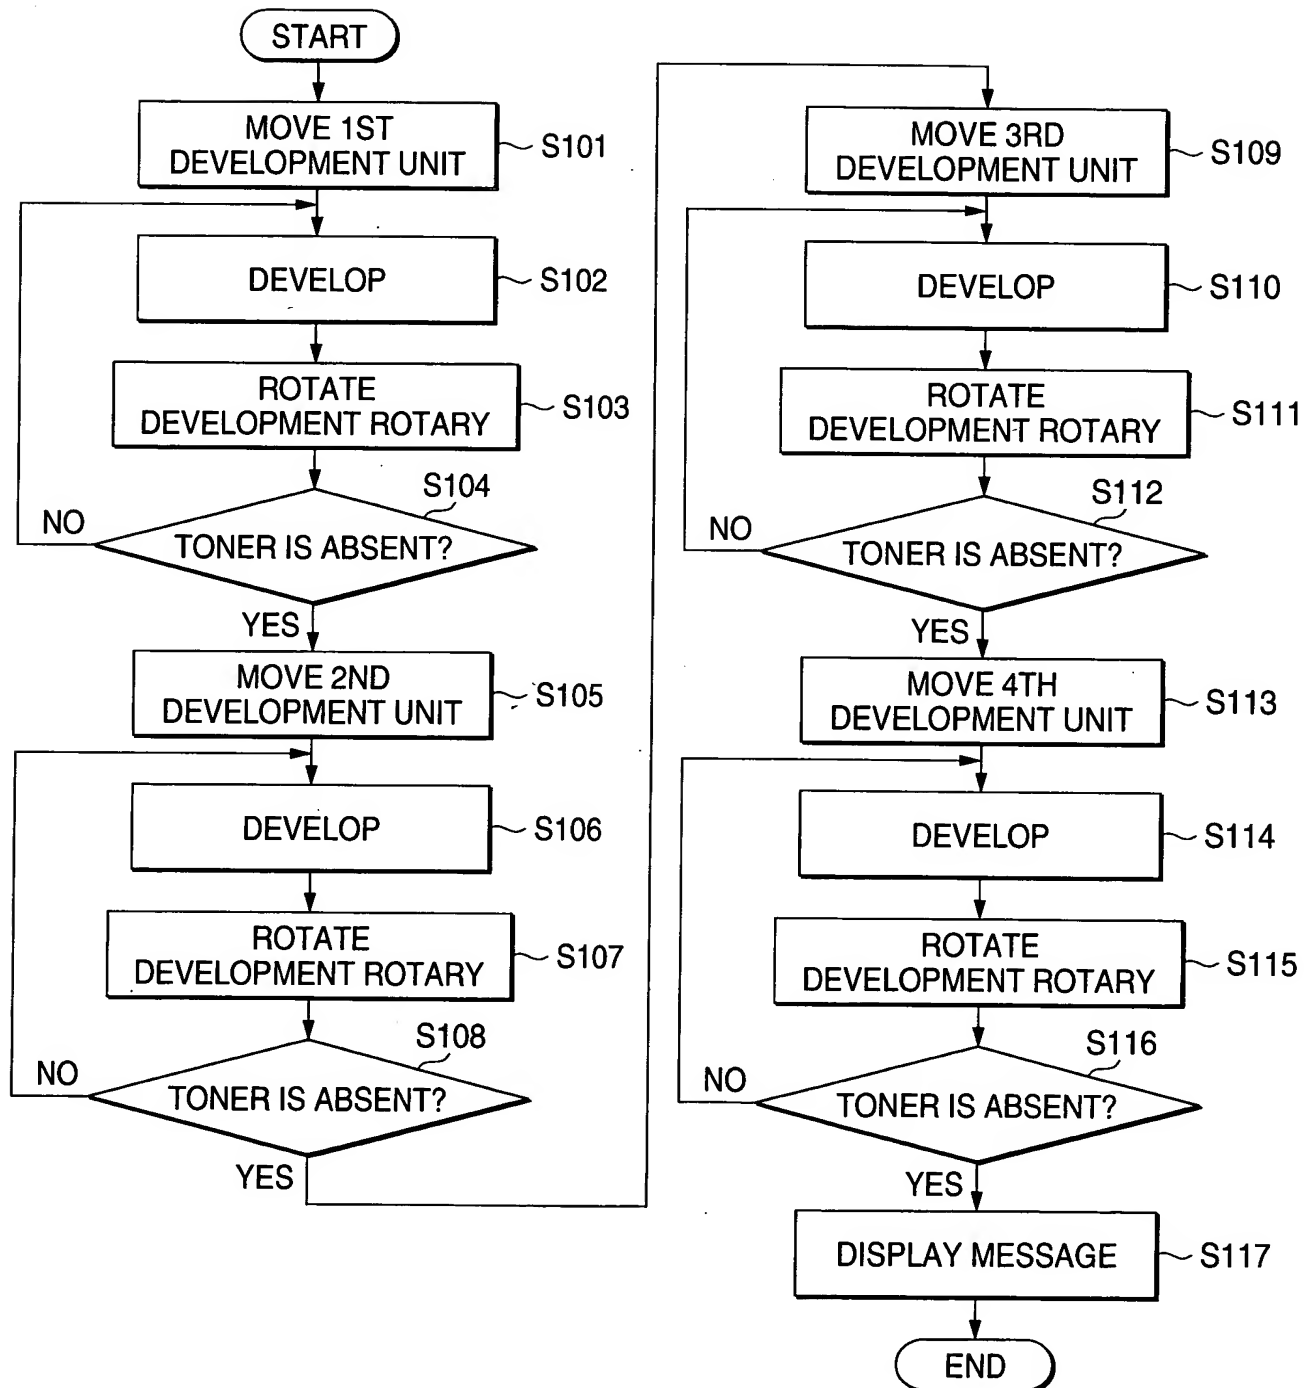 START
MOVE 1ST
DEVELOPMENT UNIT
S101
DEVELOP
S102
ROTATE
DEVELOPMENT ROTARY
S103
S104
TONER IS ABSENT?
NO
YES
MOVE 2ND
DEVELOPMENT UNIT
S105
DEVELOP
S106
ROTATE
DEVELOPMENT ROTARY
S107
S108
TONER IS ABSENT?
NO
YES
MOVE 3RD
DEVELOPMENT UNIT
S109
DEVELOP
S110
ROTATE
DEVELOPMENT ROTARY
S111
S112
TONER IS ABSENT?
NO
YES
MOVE 4TH
DEVELOPMENT UNIT
S113
DEVELOP
S114
ROTATE
DEVELOPMENT ROTARY
S115
S116
TONER IS ABSENT?
NO
YES
DISPLAY MESSAGE
S117
END